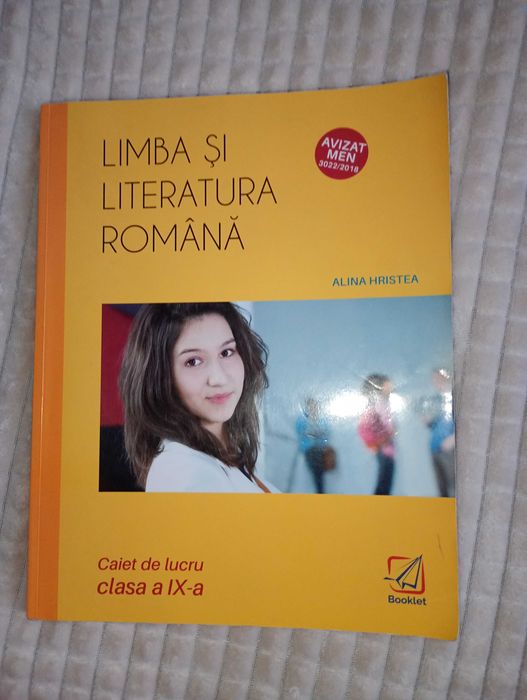 LIMBA ȘI
LITERATURA
ROMÂNĂ
AVIZAT
MEN
3022/2018
ALINA HRISTEA
Caiet de lucru
clasa a IX-a
Booklet